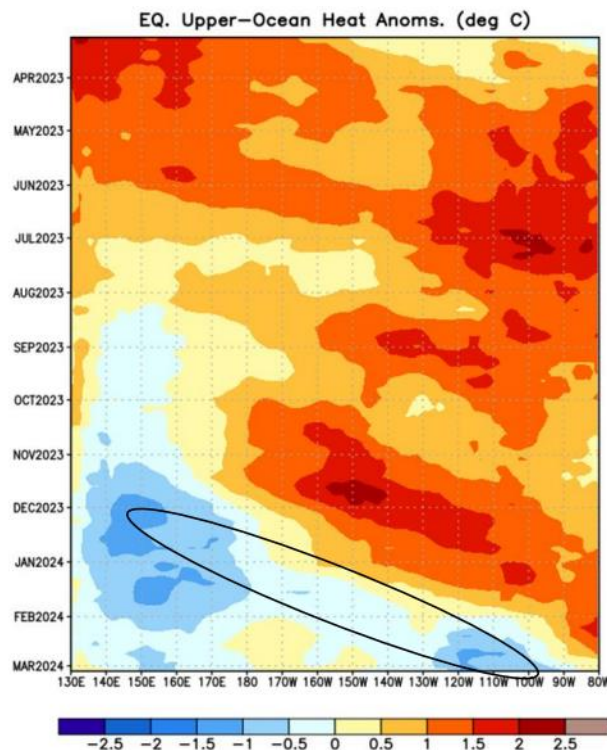 EQ. Upper-Ocean Heat Anoms. (deg C)
APR2023
MAY2023
JUN2023
JUL2023
AUG2023
SEP2023
OCT2023
NOV2023
DEC2023
JAN2024
FEB2024
MAR2024
130E 140E 150E 160E 170E 180 170W 160W 150W 140W 130W 120W 110W 100W 90W 80W
-2.5 -2 -1.5 -1 -0.5 0 0.5 1 1.5 2 2.5